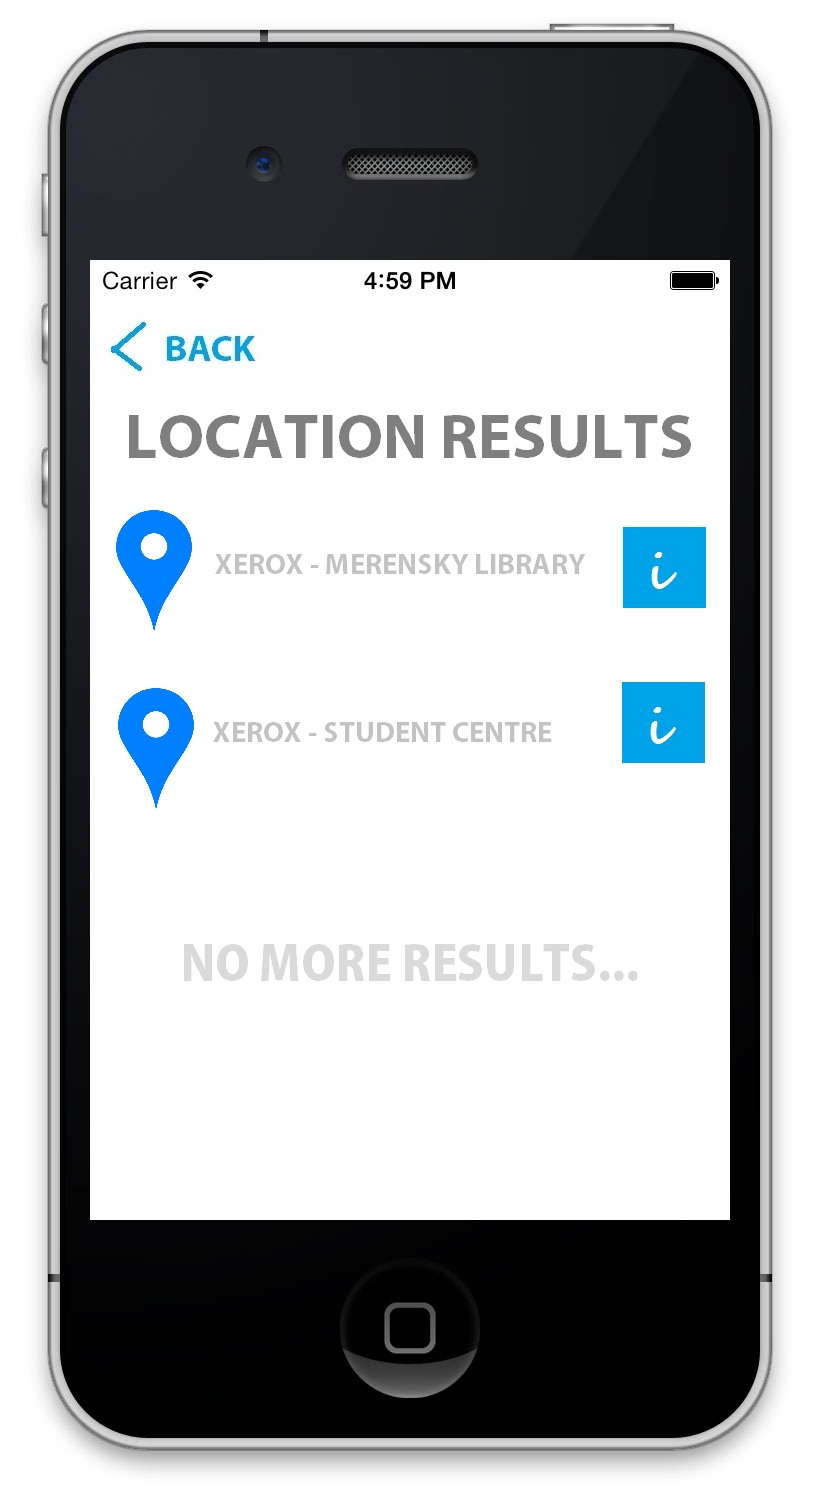 Carrier 4:59 PM
BACK
LOCATION RESULTS
XEROX - MERENSKY LIBRARY i
XEROX - STUDENT CENTRE i
NO MORE RESULTS...